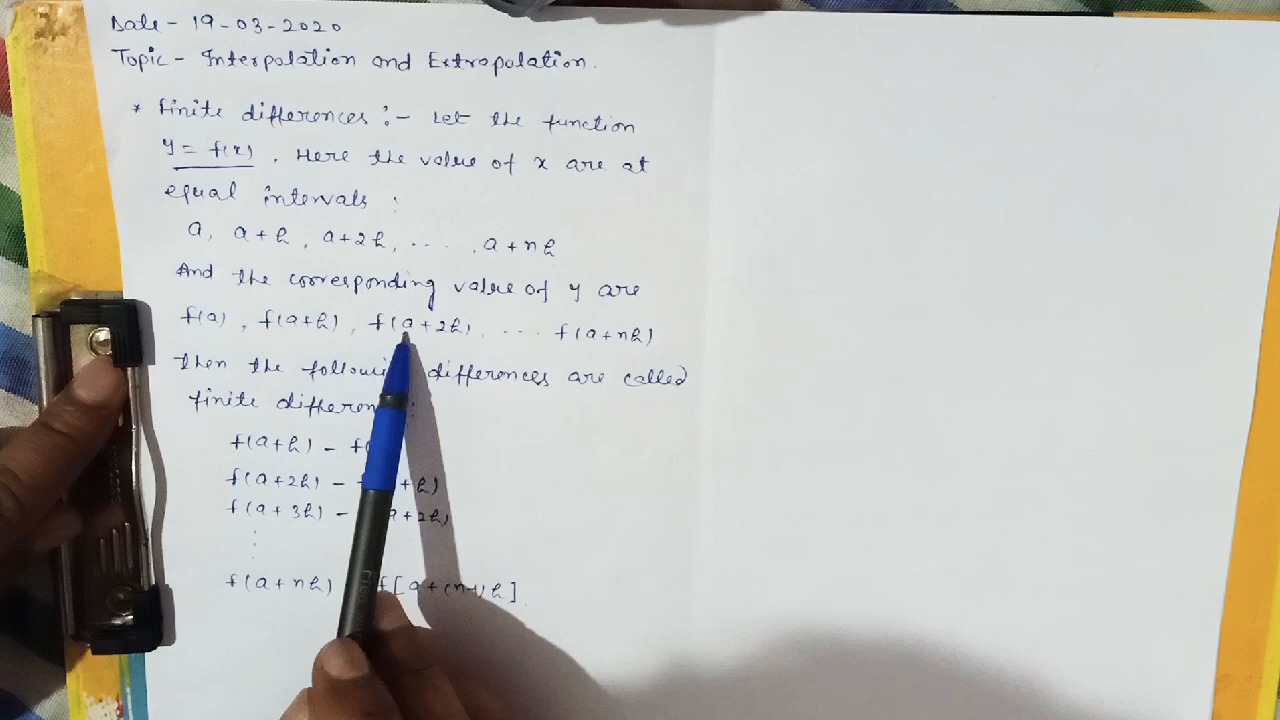 Date - 19-03-2020
Topic - Interpolation and Extrapolation.
* Finite differences :- Let the function
y = f(x) . Here the value of x are at
equal intervals :
a, a+h, a+2h, ...., a+nh
And the corresponding value of y are
f(a), f(a+h), f(a+2h), .... f(a+nh)
then the differences are called
finite
f(a+h) -
f(a+2h) - +h)
f(a+3h) - a+2h)
f(a+nh) f[a+(n-1)h].